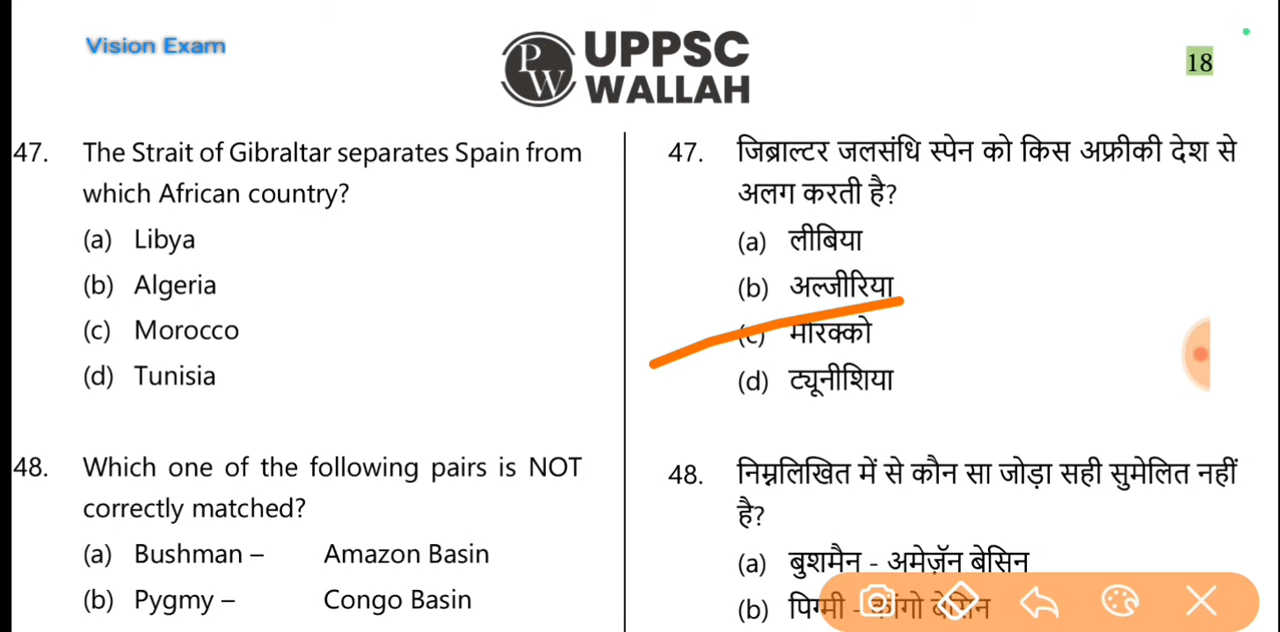 Vision Exam
PW
UPPSC
WALLAH
18
47. The Strait of Gibraltar separates Spain from
which African country?
(a) Libya
(b) Algeria
(c) Morocco
(d) Tunisia
48. Which one of the following pairs is NOT
correctly matched?
(a) Bushman – Amazon Basin
(b) Pygmy – Congo Basin
47. जिब्राल्टर जलसंधि स्पेन को किस अफ्रीकी देश से
अलग करती है?
(a) लीबिया
(b) अल्जीरिया
(c) मोरक्को
(d) ट्यूनीशिया
48. निम्नलिखित में से कौन सा जोड़ा सही सुमेलित नहीं
है?
(a) बुशमैन - अमेज़ॅन बेसिन
(b) पिग्मी - कांगो बेसिन